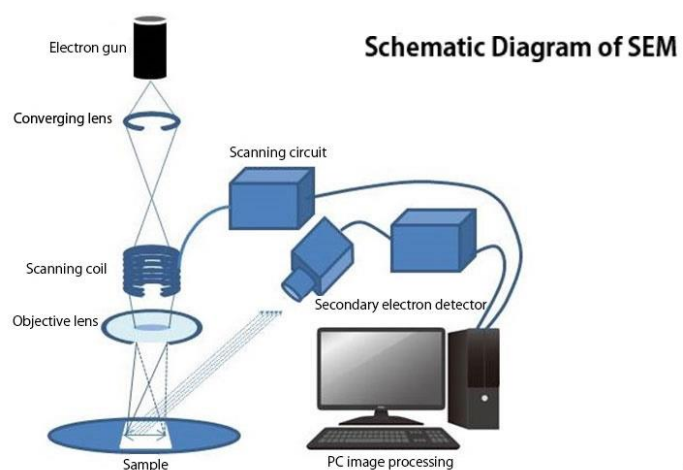 Schematic Diagram of SEM
Electron gun
Converging lens
Scanning circuit
Scanning coil
Secondary electron detector
Objective lens
Sample
PC image processing